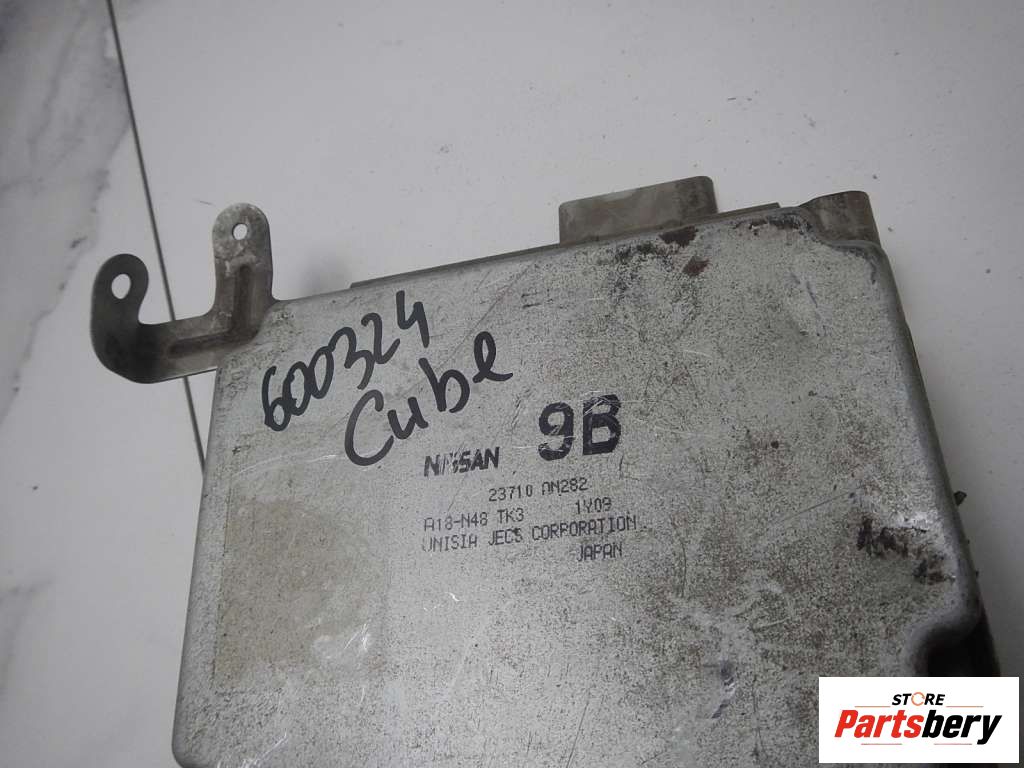 600324
Cube
NISSAN 9B
23710 AN282
A18-N48 TK3 1Y09
UNISIA JECS CORPORATION
JAPAN
STORE
Partsbery